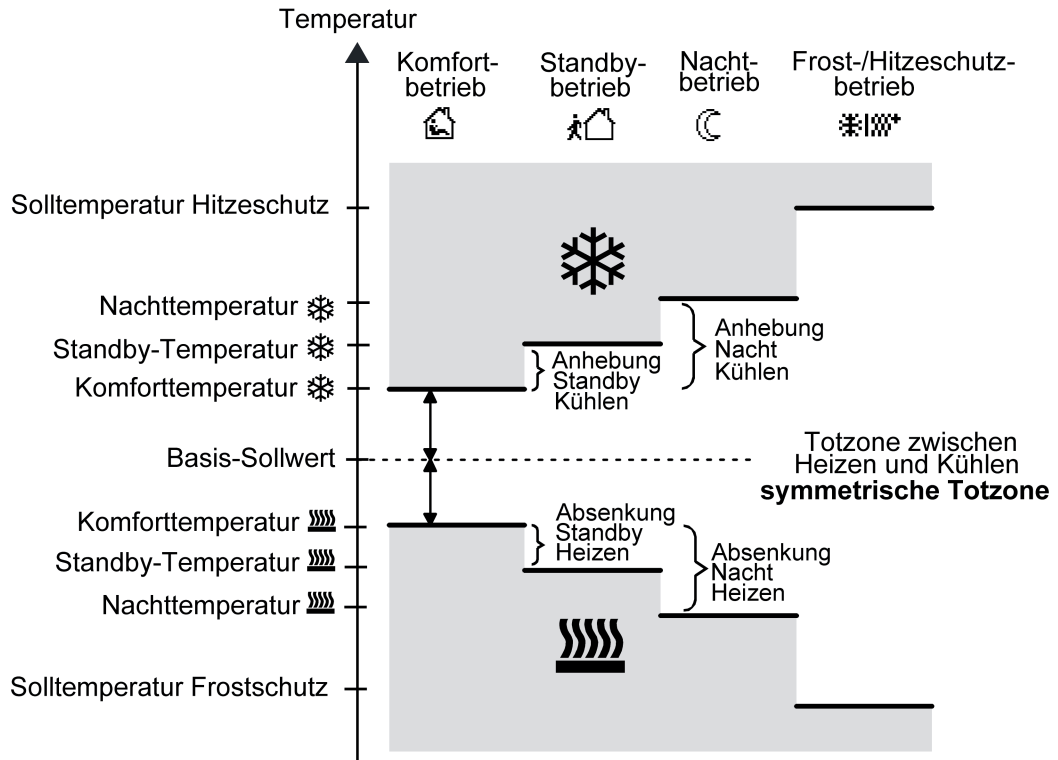 Temperatur
Komfort-
betrieb
Standby-
betrieb
Nacht-
betrieb
Frost-/Hitzeschutz-
betrieb
Solltemperatur Hitzeschutz
Nachttemperatur
Standby-Temperatur
Komforttemperatur
Anhebung
Standby
Kühlen
Anhebung
Nacht
Kühlen
Basis-Sollwert
Totzone zwischen
Heizen und Kühlen
symmetrische Totzone
Komforttemperatur
Standby-Temperatur
Nachttemperatur
Absenkung
Standby
Heizen
Absenkung
Nacht
Heizen
Solltemperatur Frostschutz